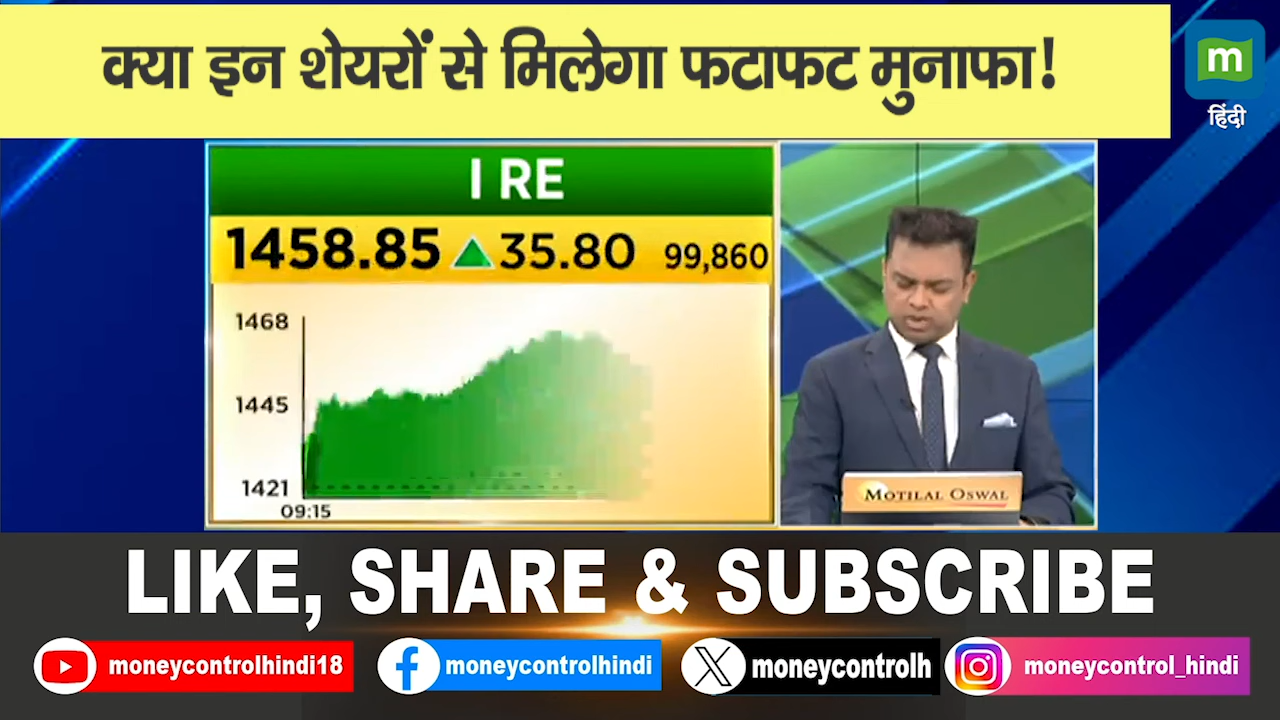 क्या इन शेयरों से मिलेगा फटाफट मुनाफा!
m
हिंदी
I RE
1458.85 ▲ 35.80 99,860
1468
1445
1421
09:15
MOTILAL OSWAL
LIKE, SHARE & SUBSCRIBE
moneycontrolhindi18
moneycontrolhindi
moneycontrolh
moneycontrol_hindi